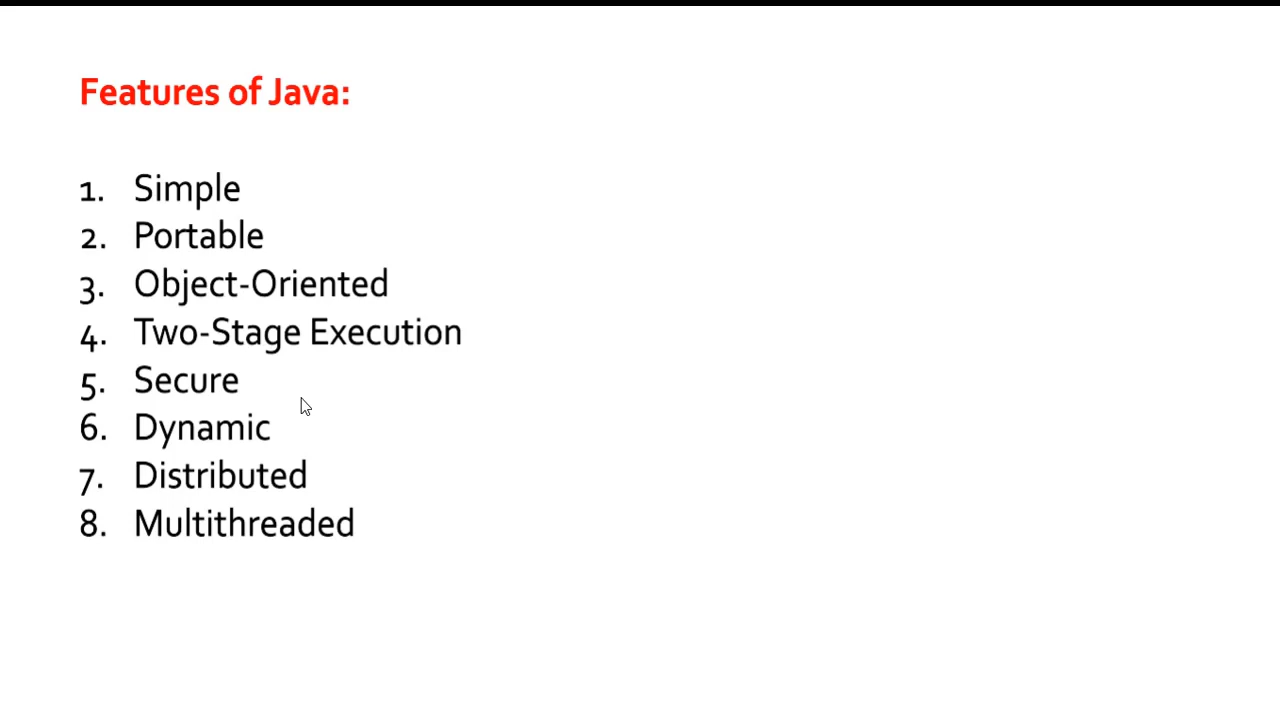 Features of Java:
1. Simple
2. Portable
3. Object-Oriented
4. Two-Stage Execution
5. Secure
6. Dynamic
7. Distributed
8. Multithreaded